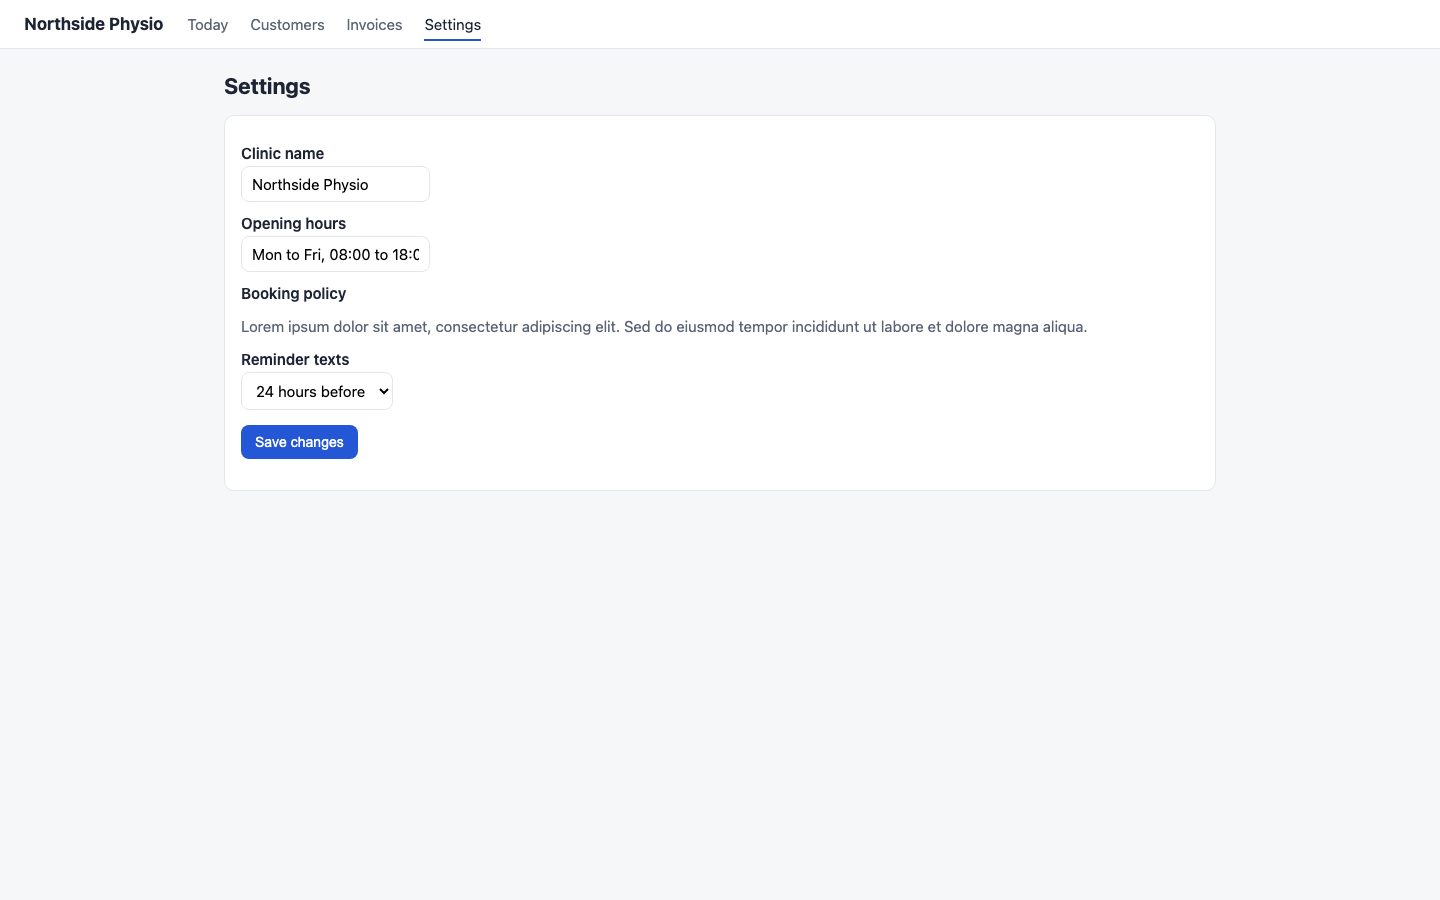 Northside Physio
Today
Customers
Invoices
Settings
Settings
Clinic name
Northside Physio
Opening hours
Mon to Fri, 08:00 to 18:0
Booking policy
Lorem ipsum dolor sit amet, consectetur adipiscing elit. Sed do eiusmod tempor incididunt ut labore et dolore magna aliqua.
Reminder texts
24 hours before
Save changes